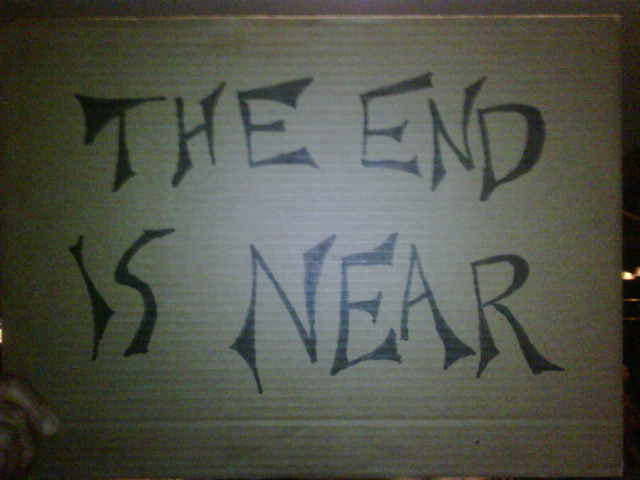 THE END
IS NEAR